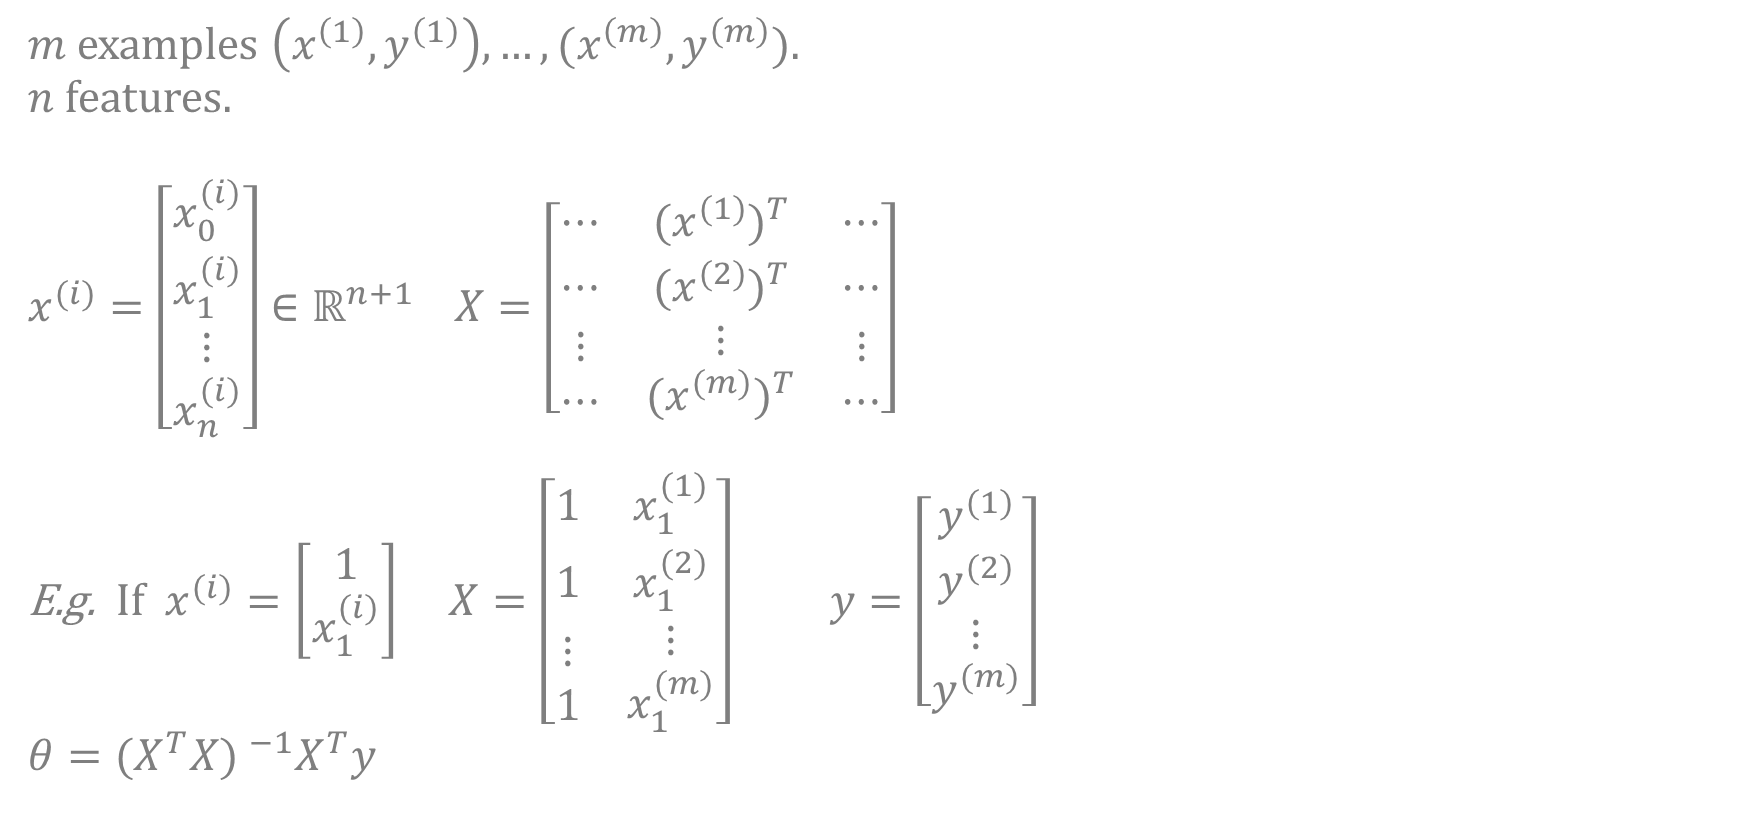 m examples (x^(1), y^(1)), … , (x^(m), y^(m)).
n features.
x^(i) = [x_0^(i) x_1^(i) ⋮ x_n^(i)] ∈ ℝ^{n+1} X = [⋯ (x^(1))^T ⋯ ⋯ (x^(2))^T ⋯ ⋮ ⋮ ⋮ ⋯ (x^(m))^T ⋯]
E.g. If x^(i) = [1 x_1^(i)] X = [1 x_1^(1) 1 x_1^(2) ⋮ ⋮ 1 x_1^(m)] y = [y^(1) y^(2) ⋮ y^(m)]
θ = (X^T X)^{−1} X^T y